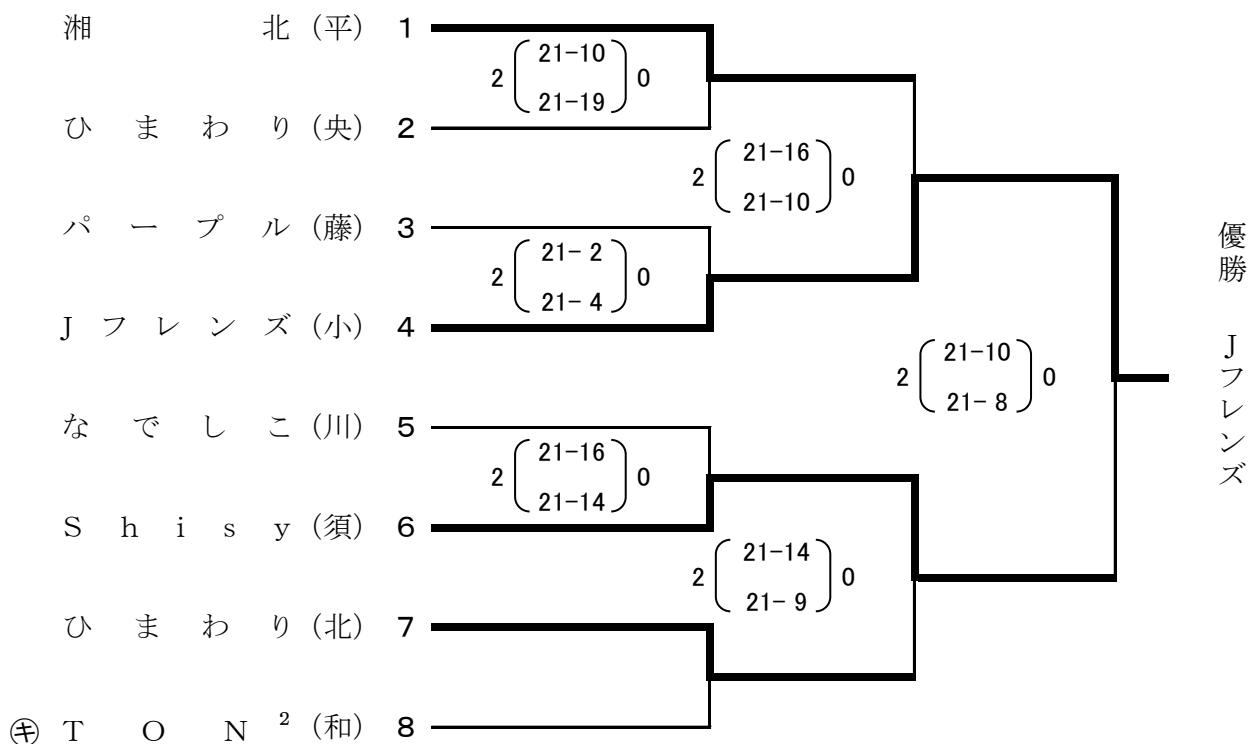 湘北（平） 1
2 21-10 0
21-19
ひまわり（央） 2
2 21-16 0
21-10
パープル（藤） 3
2 21- 2 0
21- 4
Jフレンズ（小） 4
2 21-10 0
21- 8
優勝 Jフレンズ
なでしこ（川） 5
2 21-16 0
21-14
Shisy（須） 6
2 21-14 0
21- 9
ひまわり（北） 7
㋖ TON²（和） 8